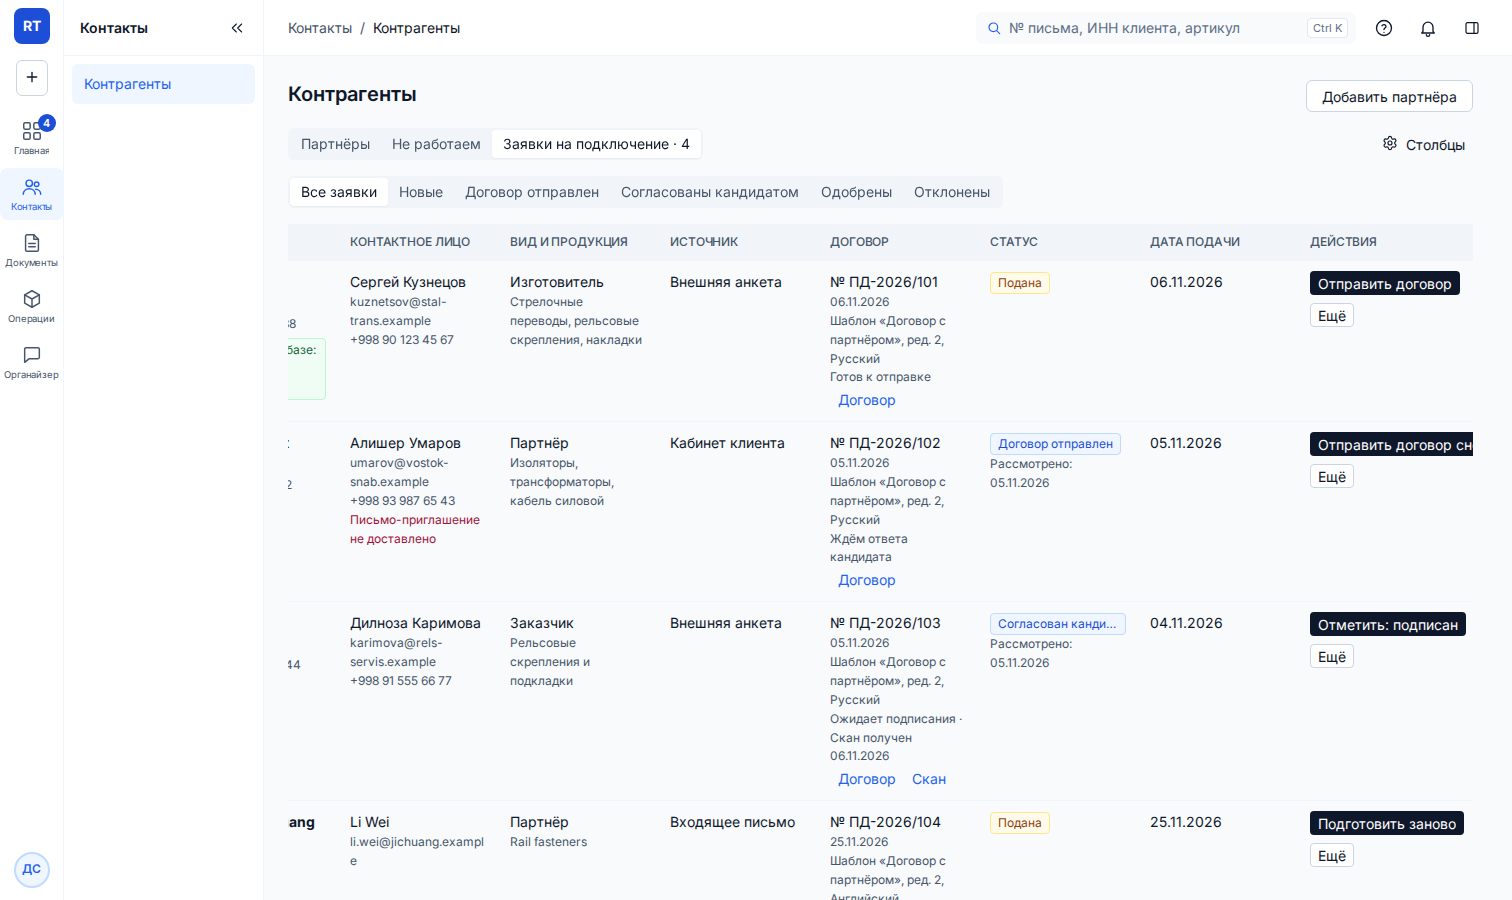 RT
Контакты
Контакты / Контрагенты
№ письма, ИНН клиента, артикул
Ctrl K
+
4
Главная
Контакты
Документы
Операции
Органайзер
ДС
Контрагенты
Контрагенты
Добавить партнёра
Партнёры
Не работаем
Заявки на подключение · 4
Столбцы
Все заявки
Новые
Договор отправлен
Согласованы кандидатом
Одобрены
Отклонены
КОНТАКТНОЕ ЛИЦО
ВИД И ПРОДУКЦИЯ
ИСТОЧНИК
ДОГОВОР
СТАТУС
ДАТА ПОДАЧИ
ДЕЙСТВИЯ
38
базе:
Сергей Кузнецов
kuznetsov@stal-
trans.example
+998 90 123 45 67
Изготовитель
Стрелочные
переводы, рельсовые
скрепления, накладки
Внешняя анкета
№ ПД-2026/101
06.11.2026
Шаблон «Договор с
партнёром», ред. 2,
Русский
Готов к отправке
Договор
Подана
06.11.2026
Отправить договор
Ещё
2
Алишер Умаров
umarov@vostok-
snab.example
+998 93 987 65 43
Письмо-приглашение
не доставлено
Партнёр
Изоляторы,
трансформаторы,
кабель силовой
Кабинет клиента
№ ПД-2026/102
05.11.2026
Шаблон «Договор с
партнёром», ред. 2,
Русский
Ждём ответа
кандидата
Договор
Договор отправлен
Рассмотрено:
05.11.2026
05.11.2026
Отправить договор сн
Ещё
44
Дилноза Каримова
karimova@rels-
servis.example
+998 91 555 66 77
Заказчик
Рельсовые
скрепления и
подкладки
Внешняя анкета
№ ПД-2026/103
05.11.2026
Шаблон «Договор с
партнёром», ред. 2,
Русский
Ожидает подписания ·
Скан получен
06.11.2026
Договор Скан
Согласован канди...
Рассмотрено:
05.11.2026
04.11.2026
Отметить: подписан
Ещё
ang
Li Wei
li.wei@jichuang.exampl
e
Партнёр
Rail fasteners
Входящее письмо
№ ПД-2026/104
25.11.2026
Шаблон «Договор с
партнёром», ред. 2,
Английский
Подана
25.11.2026
Подготовить заново
Ещё